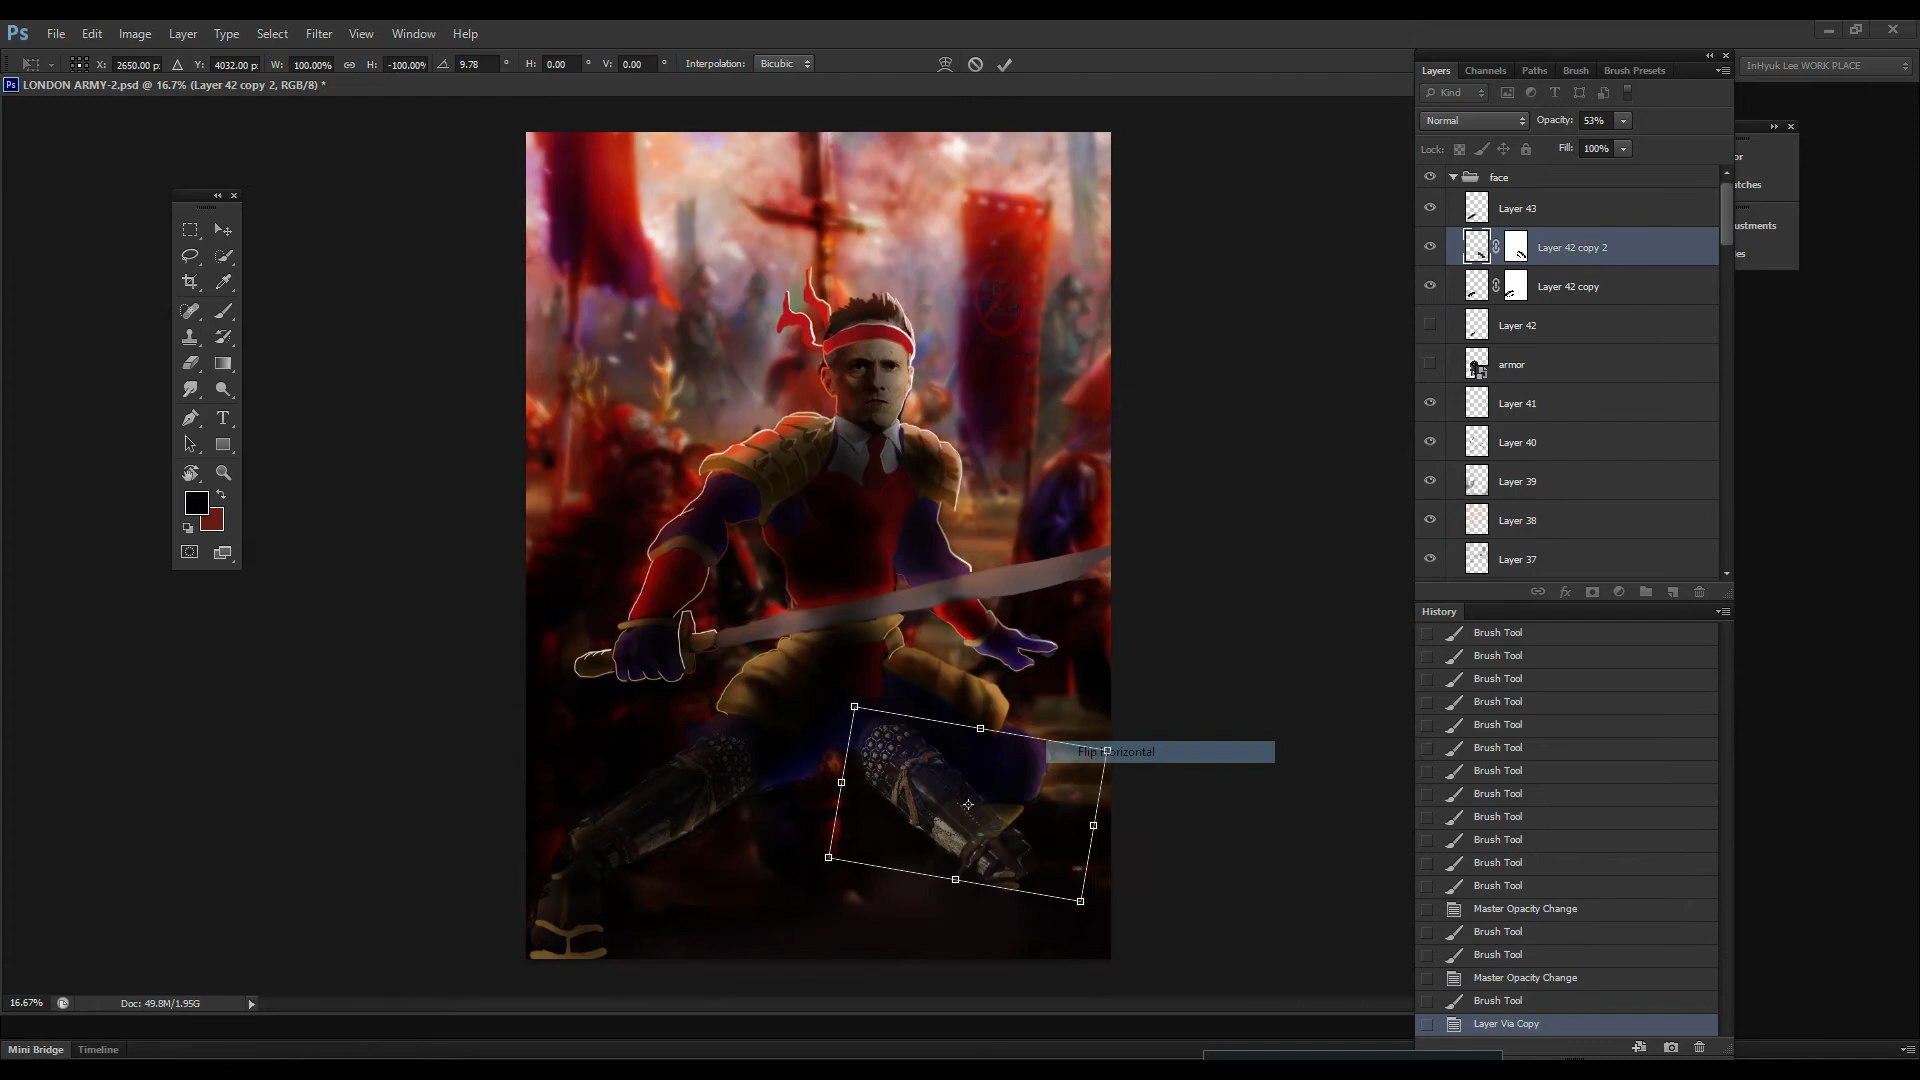 Ps File Edit Image Layer Type Select Filter View Window Help
X: 2650.00 p: Y: 4032.00 p: W: 100.00% H: -100.00% 9.78 ° H: 0.00 ° V: 0.00 ° Interpolation: Bicubic
InHyuk Lee WORK PLACE
Ps LONDON ARMY-2.psd @ 16.7% (Layer 42 copy 2, RGB/8) *
Layers Channels Paths Brush Brush Presets
Kind
Normal Opacity: 53%
Lock: Fill: 100%
face
Layer 43
Layer 42 copy 2
Layer 42 copy
Layer 42
armor
Layer 41
Layer 40
Layer 39
Layer 38
Layer 37
or
atches
ustments
es
Flip Horizontal
History
Brush Tool
Brush Tool
Brush Tool
Brush Tool
Brush Tool
Brush Tool
Brush Tool
Brush Tool
Brush Tool
Brush Tool
Brush Tool
Brush Tool
Master Opacity Change
Brush Tool
Brush Tool
Master Opacity Change
Brush Tool
Layer Via Copy
16.67% Doc: 49.8M/1.95G
Mini Bridge Timeline